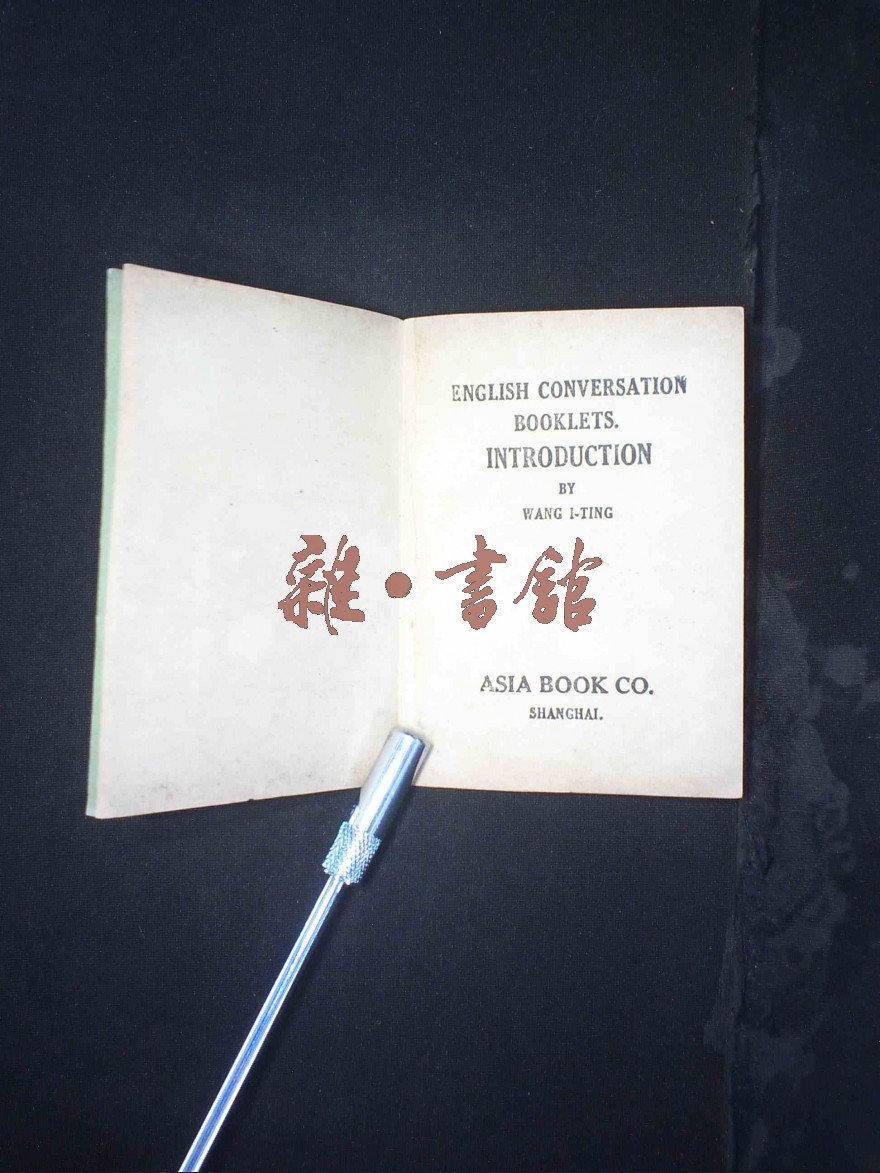 ENGLISH CONVERSATION
BOOKLETS.
INTRODUCTION
BY
WANG I-TING
雜·書館
ASIA BOOK CO.
SHANGHAI.